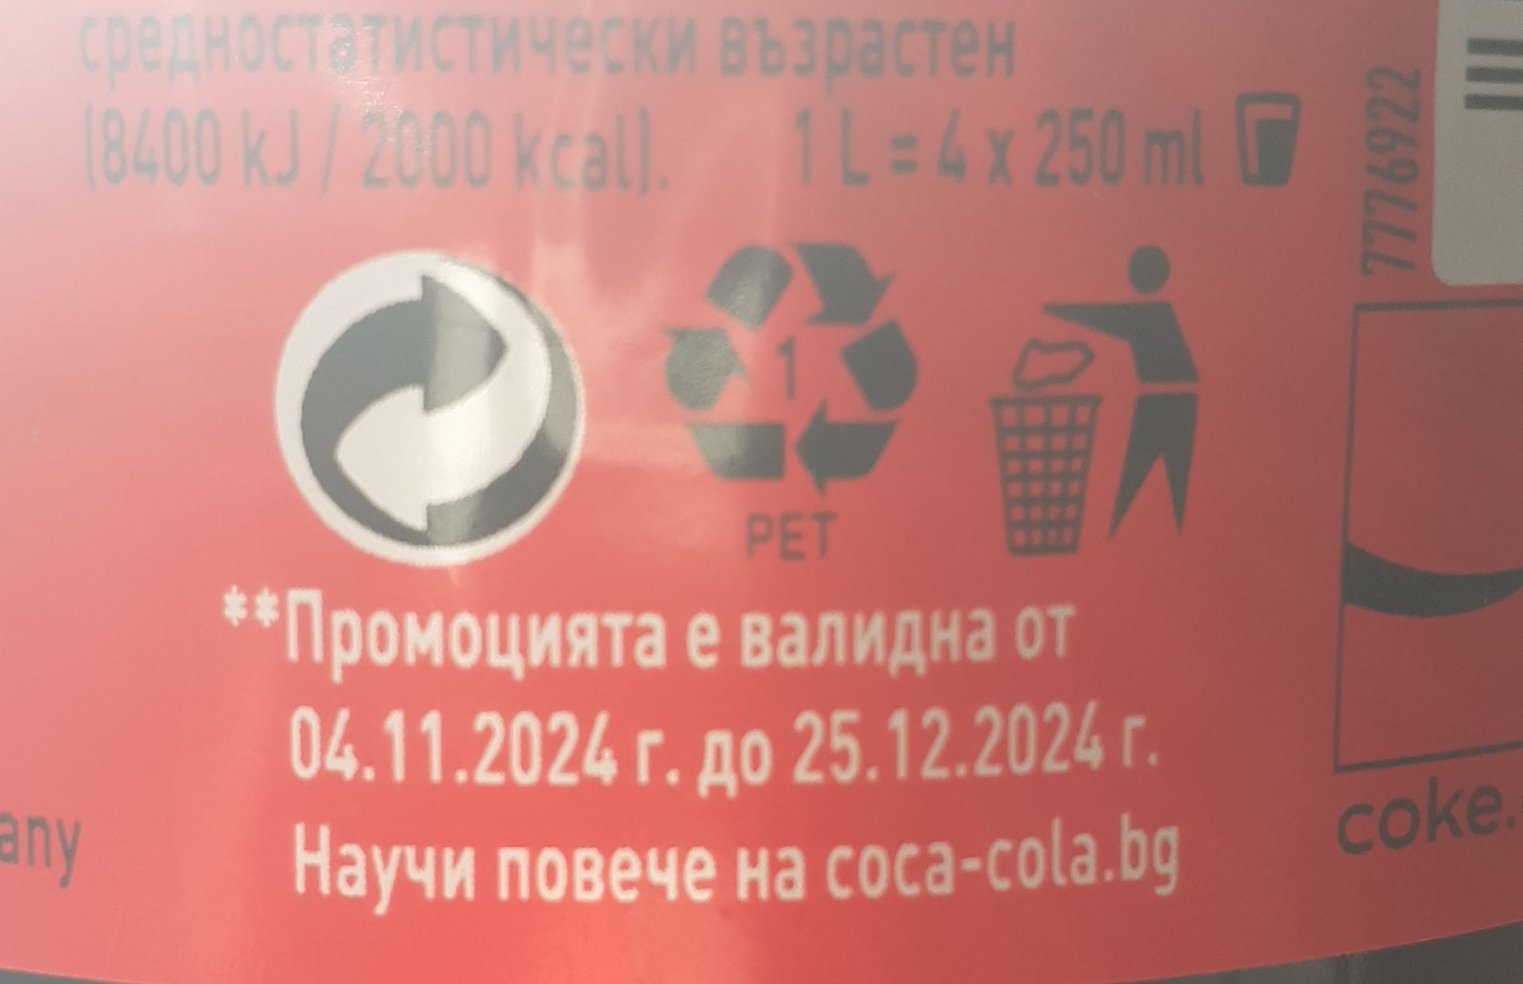 средностатистически възрастен
(8400 kJ / 2000 kcal). 1 L = 4 x 250 ml
7776922
1
PET
**Промоцията е валидна от
04.11.2024 г. до 25.12.2024 г.
Научи повече на coca-cola.bg
any
coke.